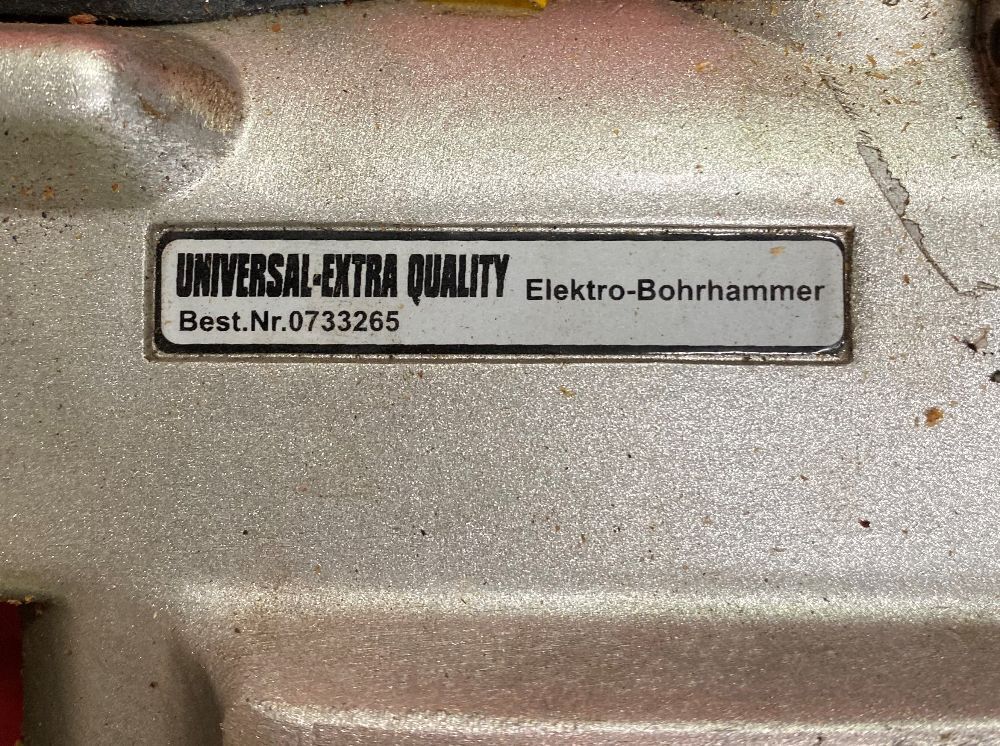 UNIVERSAL-EXTRA QUALITY Elektro-Bohrhammer
Best.Nr.0733265